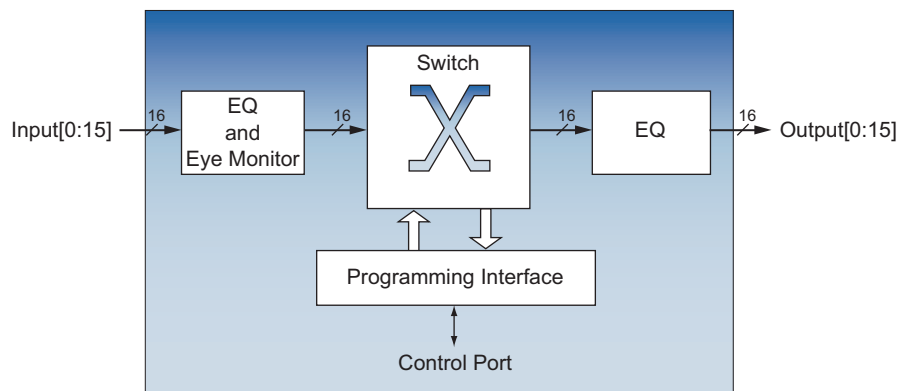 Switch
16
16
16
16
Input[0:15]
EQ
and
Eye Monitor
EQ
Output[0:15]
Programming Interface
Control Port